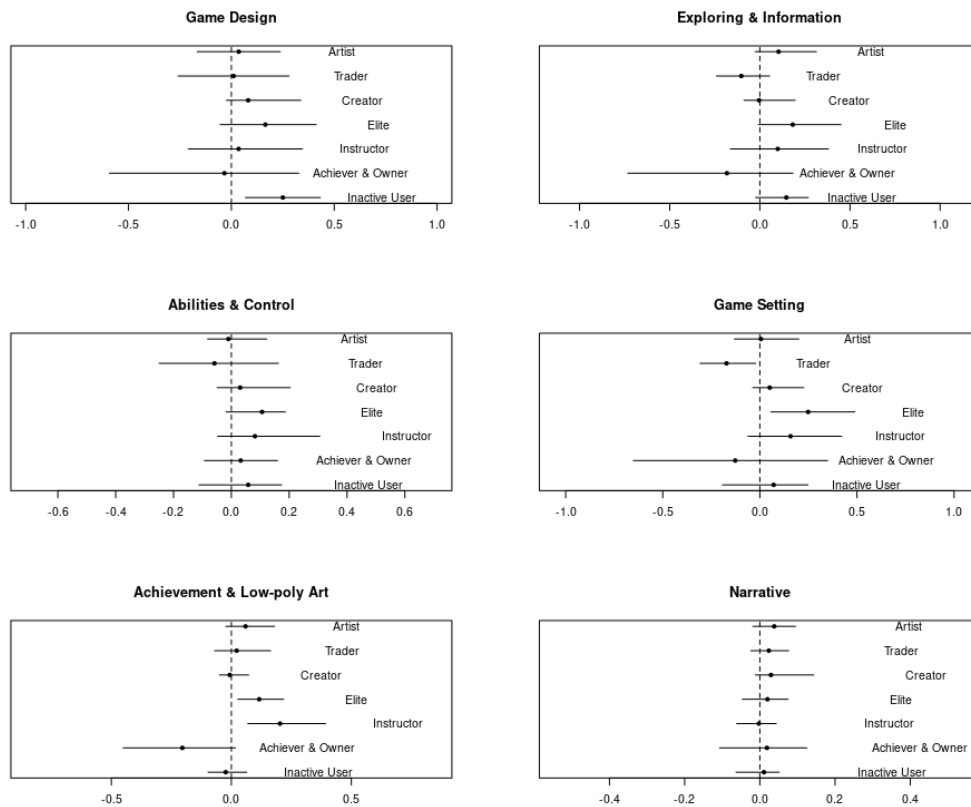 Game Design
Artist
Trader
Creator
Elite
Instructor
Achiever & Owner
Inactive User
-1.0 -0.5 0.0 0.5 1.0
Exploring & Information
Artist
Trader
Creator
Elite
Instructor
Achiever & Owner
Inactive User
-1.0 -0.5 0.0 0.5 1.0
Abilities & Control
Artist
Trader
Creator
Elite
Instructor
Achiever & Owner
Inactive User
-0.6 -0.4 -0.2 0.0 0.2 0.4 0.6
Game Setting
Artist
Trader
Creator
Elite
Instructor
Achiever & Owner
Inactive User
-1.0 -0.5 0.0 0.5 1.0
Achievement & Low-poly Art
Artist
Trader
Creator
Elite
Instructor
Achiever & Owner
Inactive User
-0.5 0.0 0.5
Narrative
Artist
Trader
Creator
Elite
Instructor
Achiever & Owner
Inactive User
-0.4 -0.2 0.0 0.2 0.4